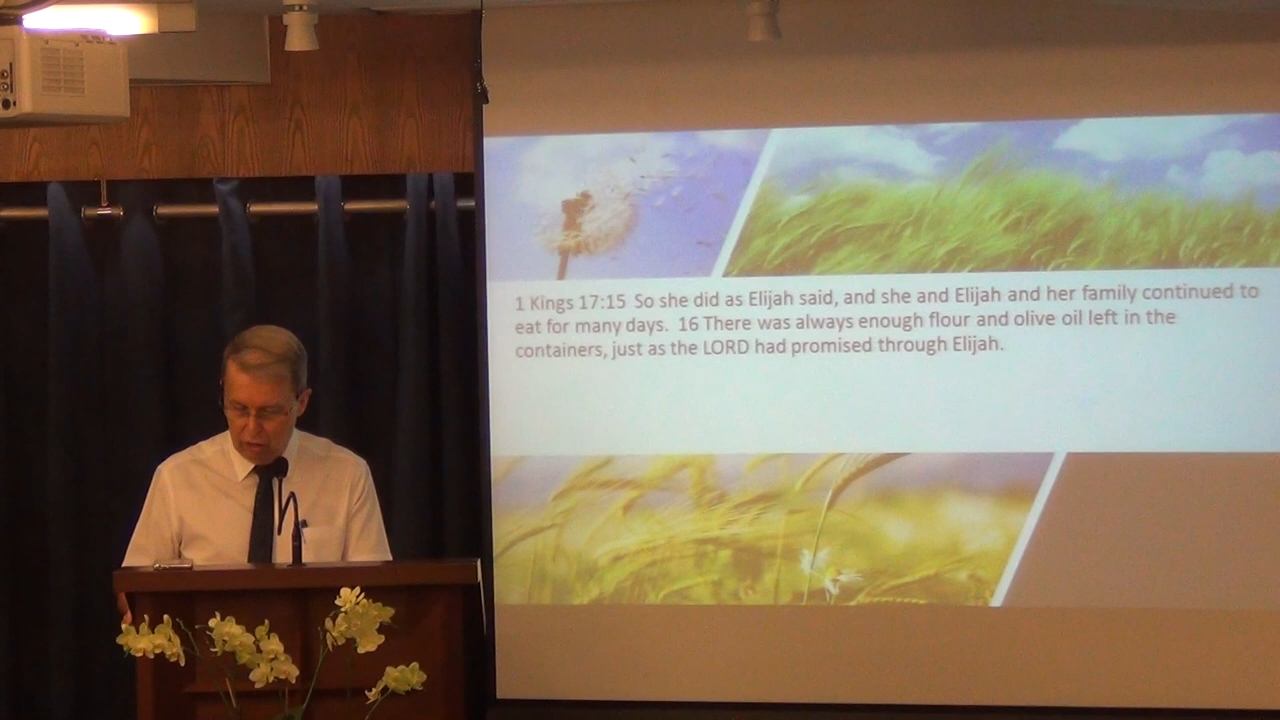 1 Kings 17:15 So she did as Elijah said, and she and Elijah and her family continued to
eat for many days. 16 There was always enough flour and olive oil left in the
containers, just as the LORD had promised through Elijah.